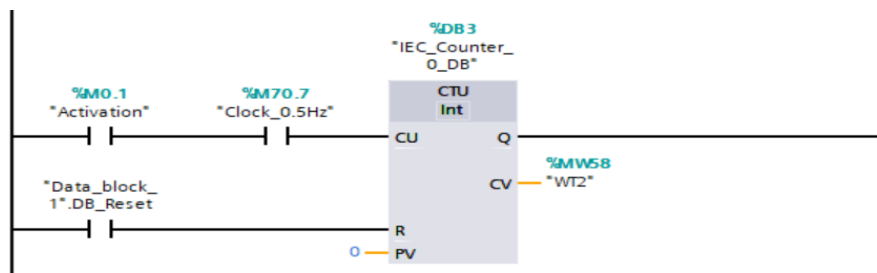 %DB3
"IEC_Counter_
0_DB"
%M0.1
"Activation"
%M70.7
"Clock_0.5Hz"
CTU
Int
CU
Q
%MW58
CV
"WT2"
"Data_block_
1".DB_Reset
R
0
PV